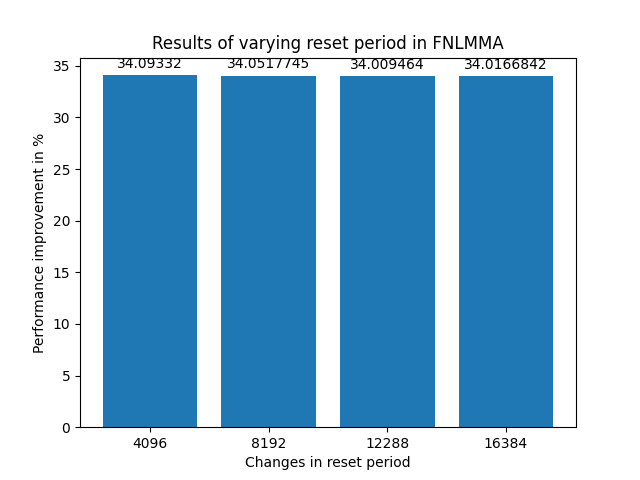 Results of varying reset period in FNLMMA
34.09332 34.0517745 34.009464 34.0166842
35
30
25
20
15
10
5
0
Performance improvement in %
4096 8192 12288 16384
Changes in reset period